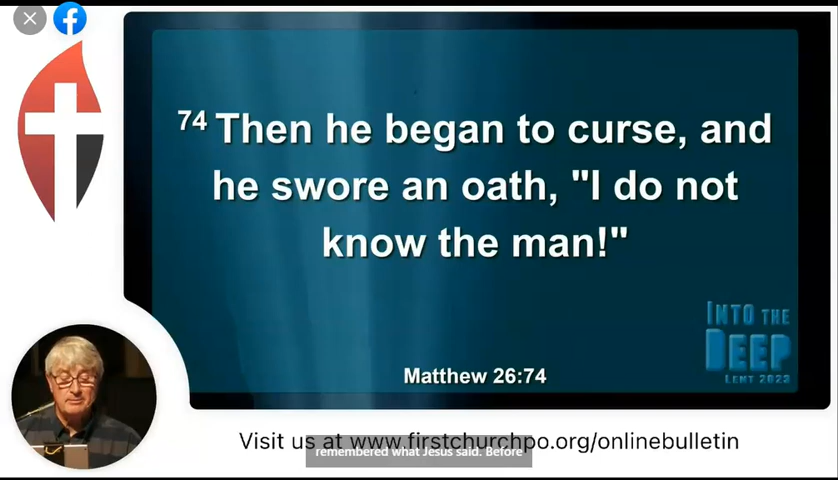 74 Then he began to curse, and
he swore an oath, "I do not
know the man!"
INTO THE
DEEP
LENT 2022
Matthew 26:74
Visit us at www.firstchurchpo.org/onlinebulletin
remembered what Jesus said. Before